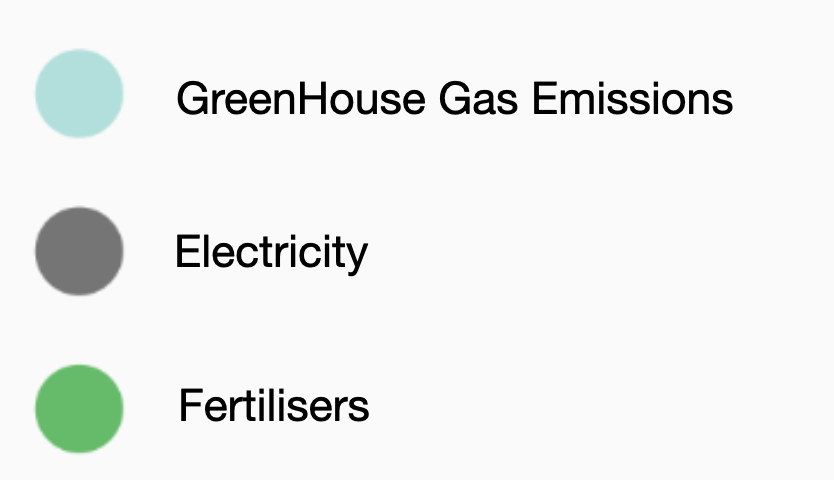 GreenHouse Gas Emissions
Electricity
Fertilisers